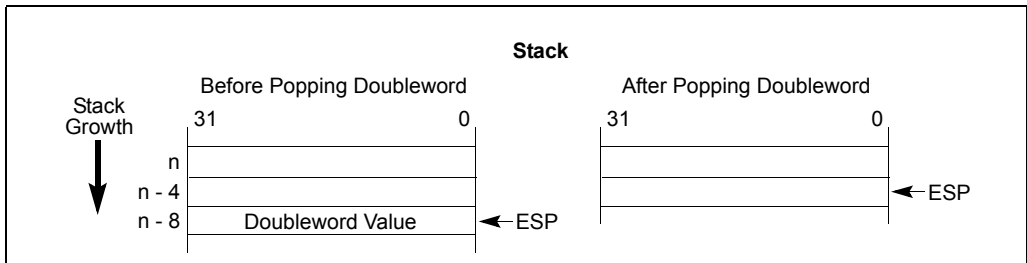 Stack
Before Popping Doubleword
After Popping Doubleword
Stack
Growth
31 0
31 0
n
n - 4
ESP
n - 8 Doubleword Value ESP